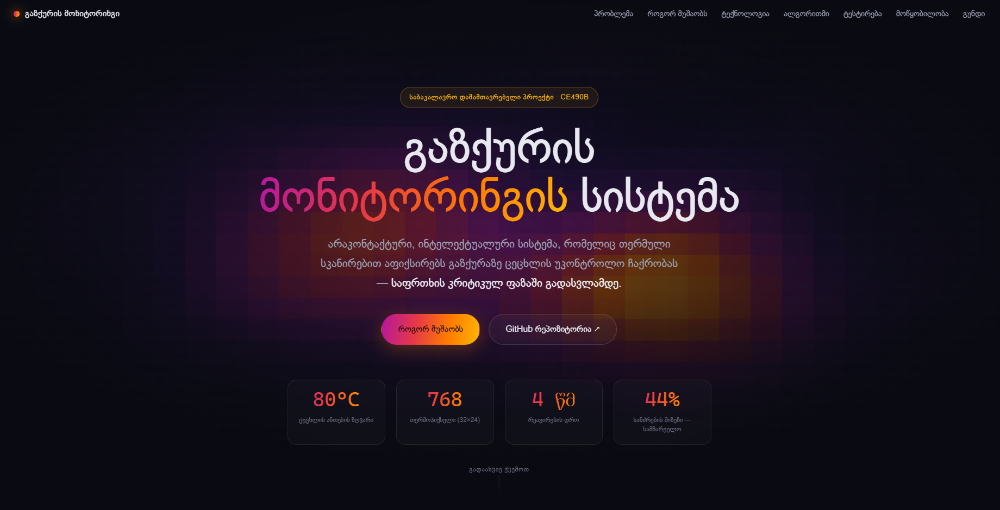 გაზქურის მონიტორინგი
პრობლემა როგორ მუშაობს ტექნოლოგია ალგორითმი ტესტირება მოწყობილობა გუნდი
საბაკალავრო დამამთავრებელი პროექტი · CE490B
გაზქურის
მონიტორინგის სისტემა
არაკონტაქტური, ინტელექტუალური სისტემა, რომელიც თერმული
სკანირებით აფიქსირებს გაზქურაზე ცეცხლის უკონტროლო ჩაქრობას
— საფრთხის კრიტიკულ ფაზაში გადასვლამდე.
როგორ მუშაობს
GitHub რეპოზიტორია ↗
80°C
ცეცხლის ანთების ზღვარი
768
თერმოპიქსელი (32×24)
4 წმ
რეაგირების დრო
44%
ხანძრების მიზეზი —
სამზარეულო
გადაახვიე ქვემოთ